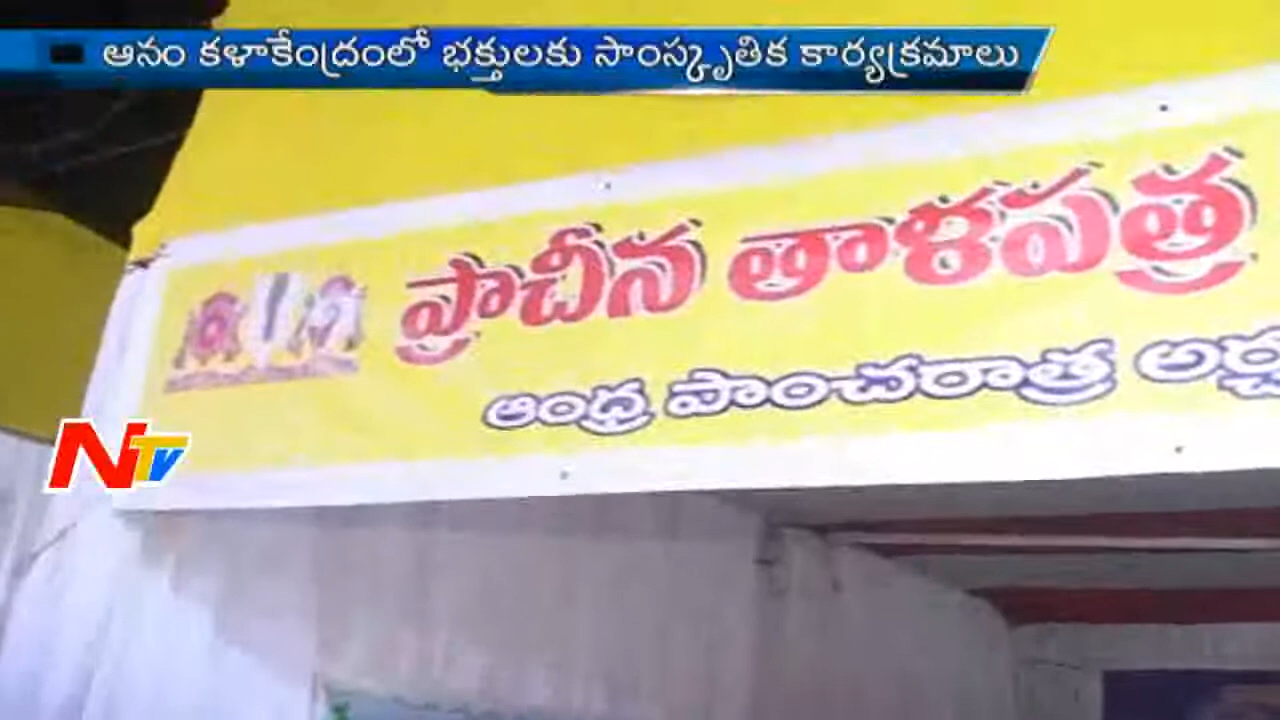 ఆనం కళాకేంద్రంలో భక్తులకు సాంస్కృతిక కార్యక్రమాలు
ప్రాచీన తాళపత్ర
ఆంధ్ర పాంచరాత్ర
NTV